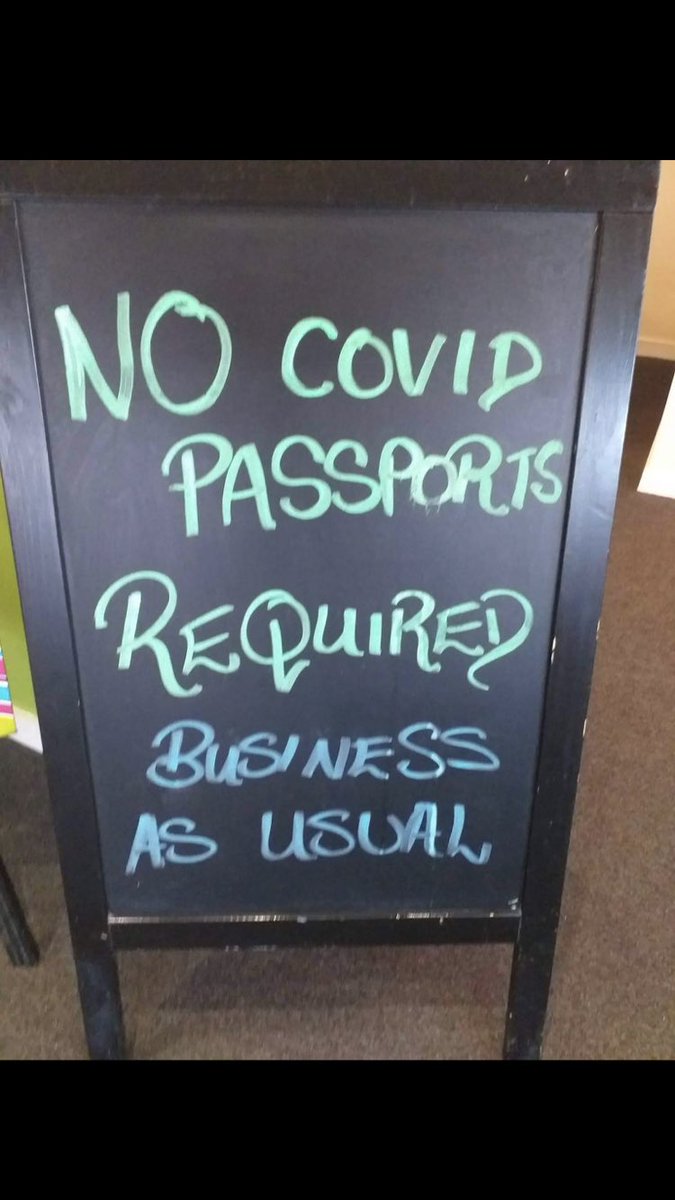 NO COVID
PASSPORTS
REQUIRED
BUSINESS
AS USUAL